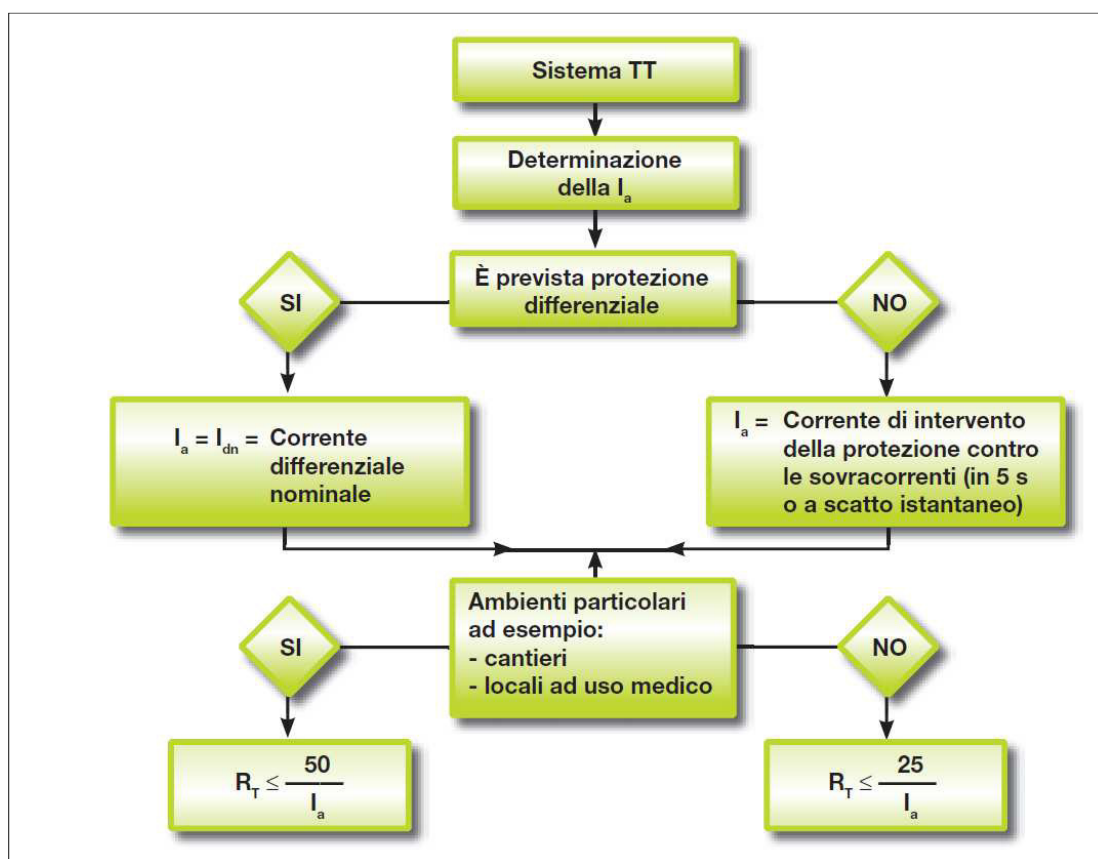 Sistema TT
Determinazione
della Ia
È prevista protezione
differenziale
SI
NO
Ia = Idn = Corrente
differenziale
nominale
Ia = Corrente di intervento
della protezione contro
le sovracorrenti (in 5 s
o a scatto istantaneo)
Ambienti particolari
ad esempio:
- cantieri
- locali ad uso medico
SI
NO
RT ≤ 50
Ia
RT ≤ 25
Ia